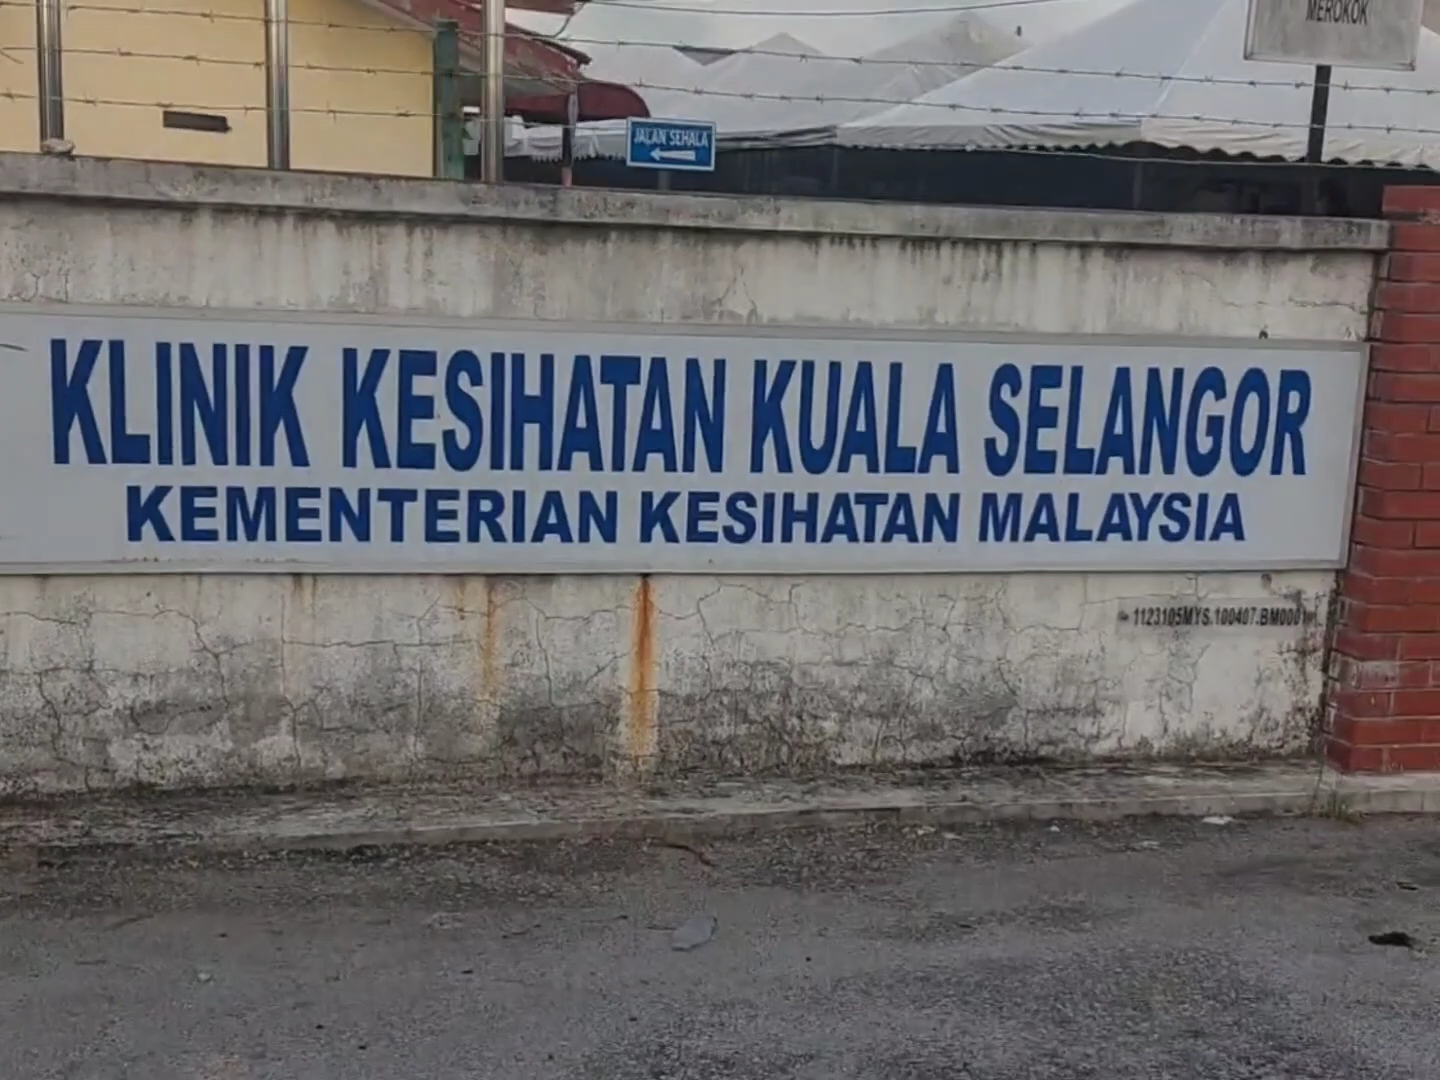 MEROKOK
JALAN SEHALA
KLINIK KESIHATAN KUALA SELANGOR
KEMENTERIAN KESIHATAN MALAYSIA
1123105MYS.100407.BM0001